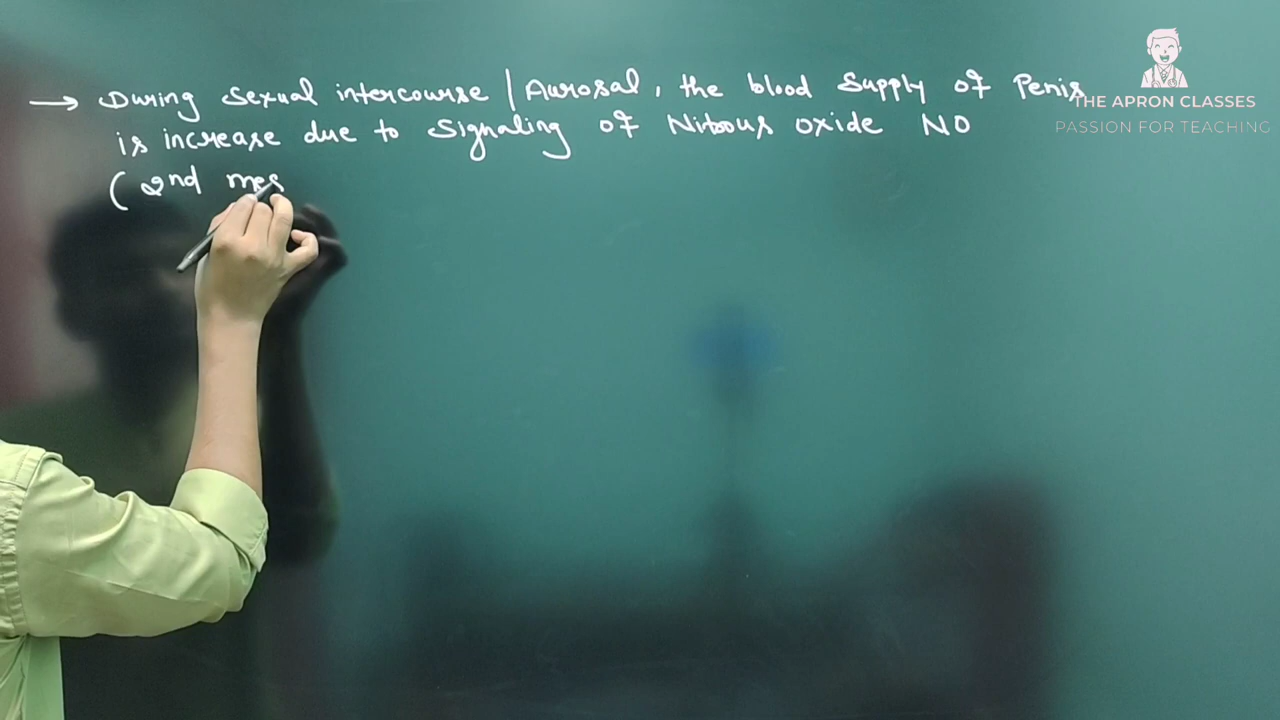 → During sexual intercourse / Aurosal, the blood supply of Penis
is increase due to signaling of Nitrous oxide NO
( 2nd mes
THE APRON CLASSES
PASSION FOR TEACHING